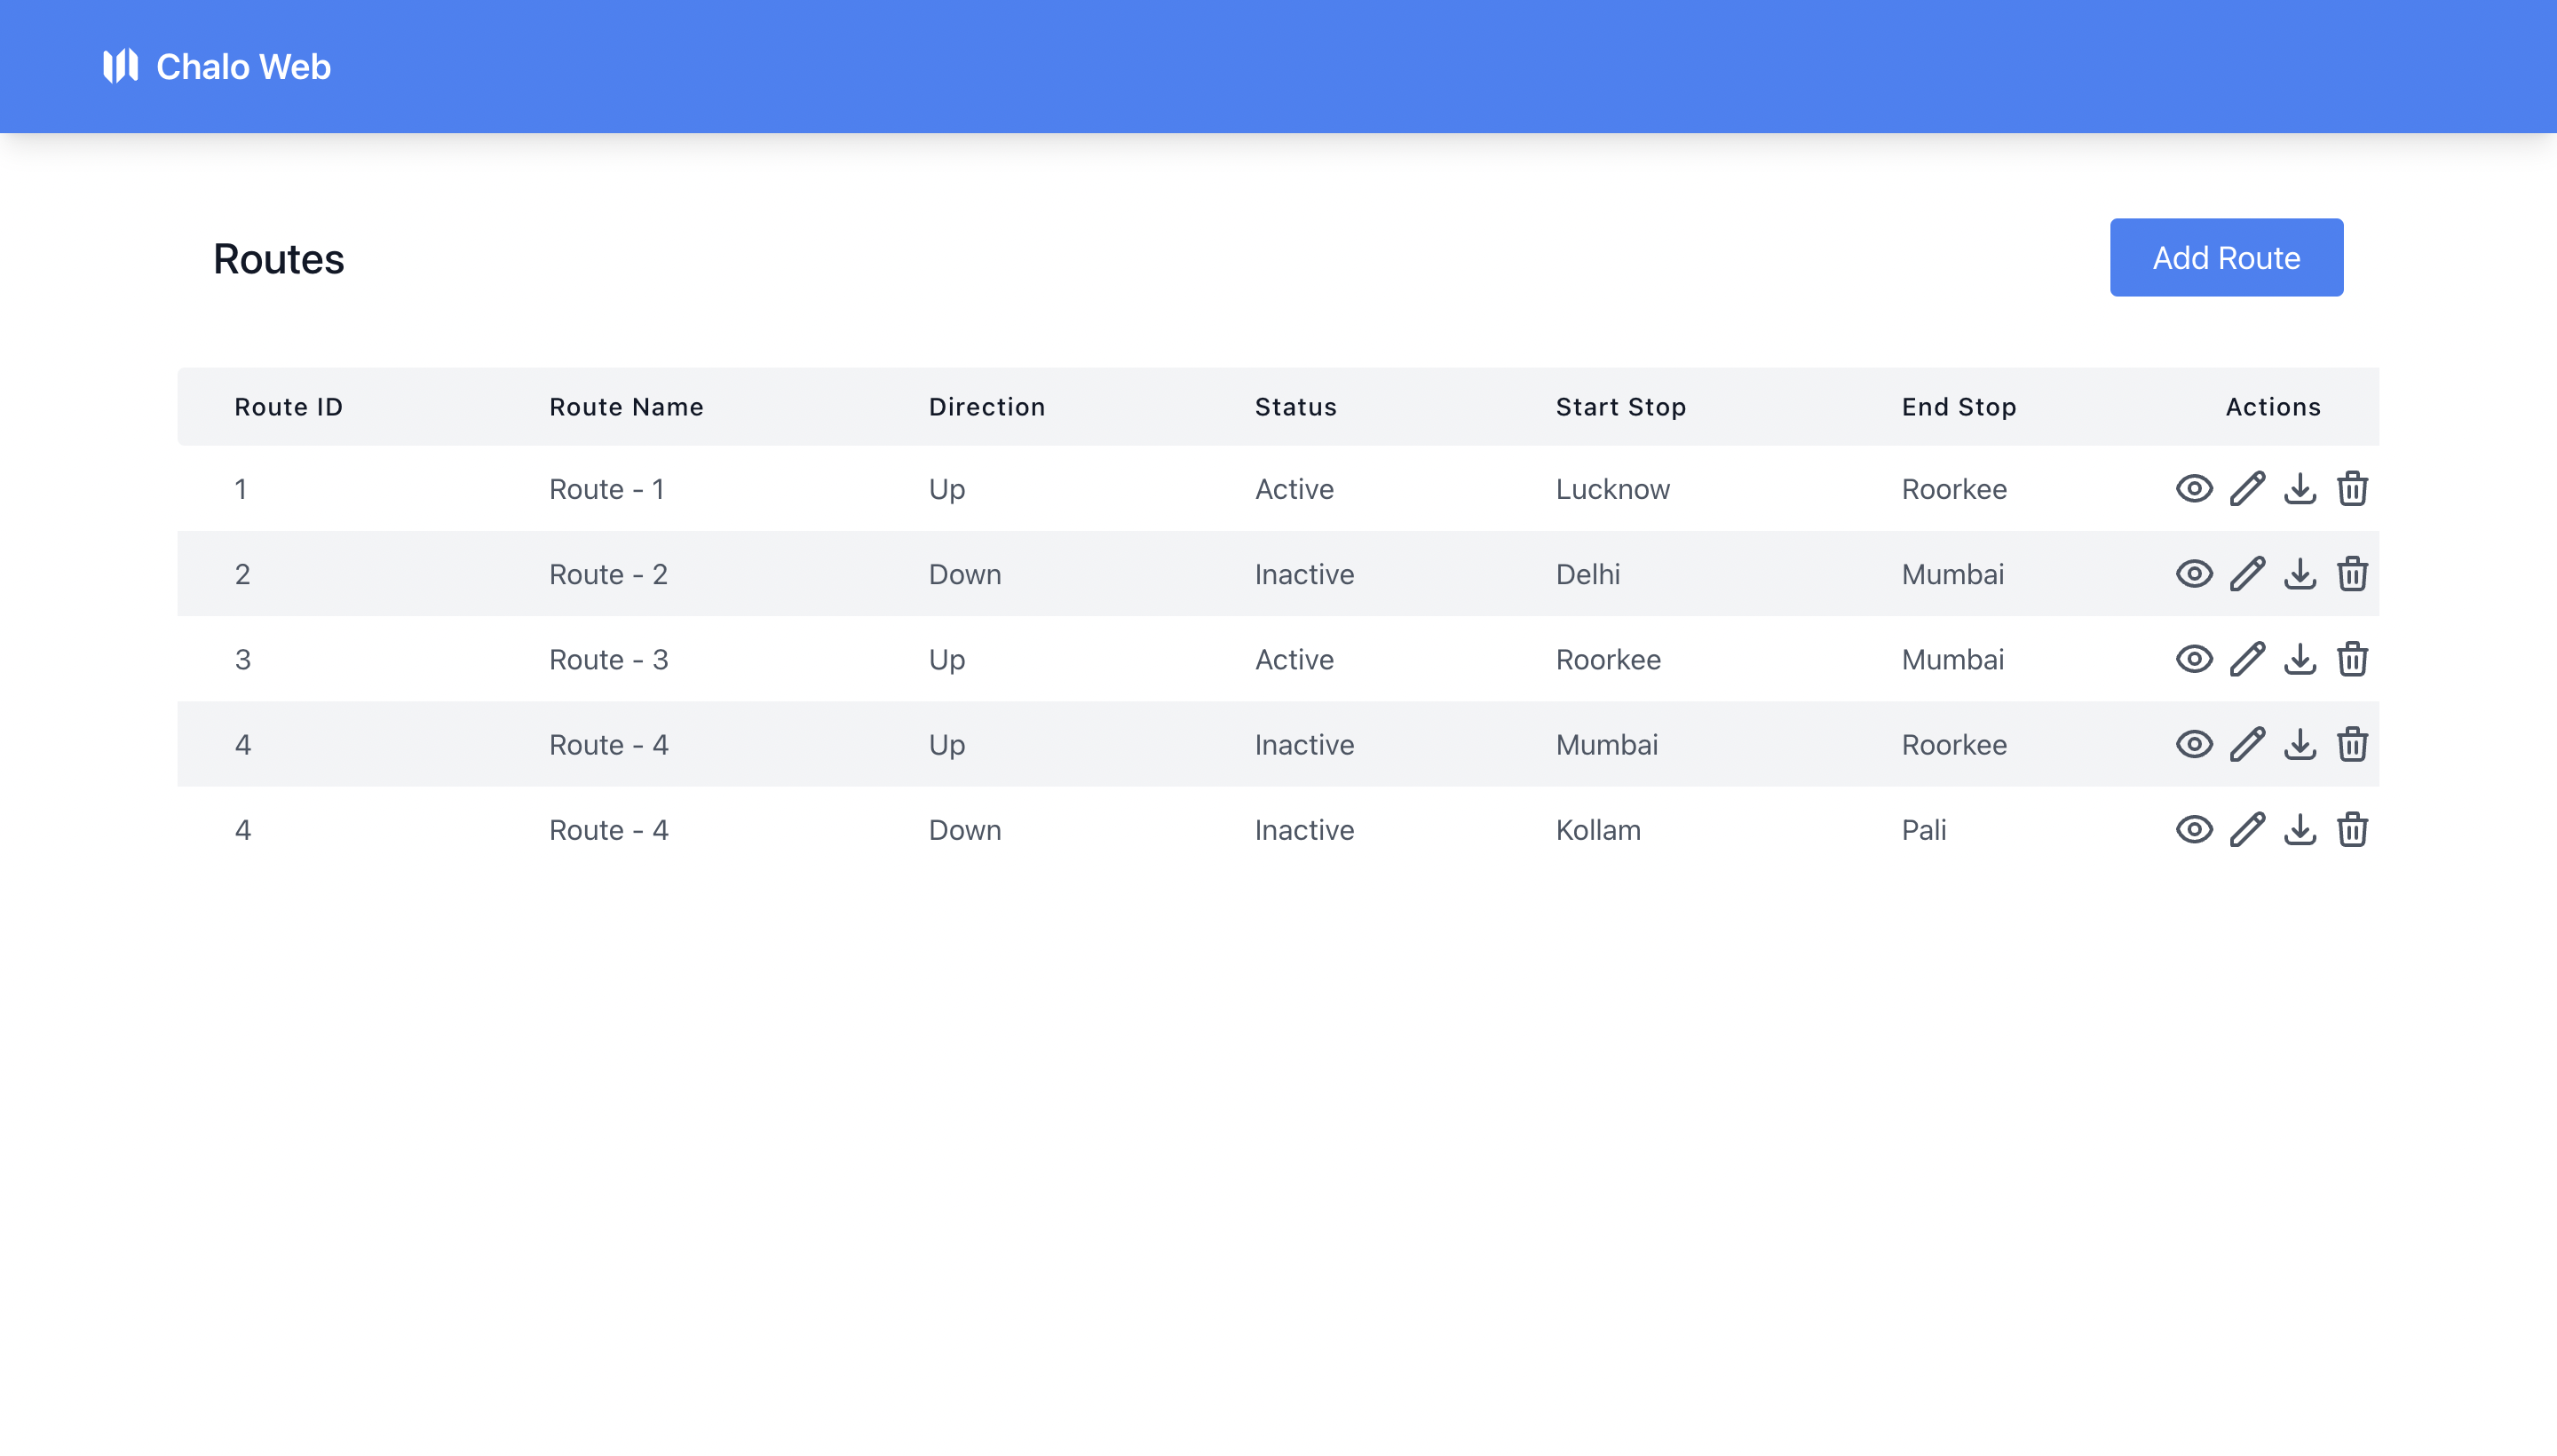 Chalo Web
Routes
Add Route
Route ID Route Name Direction Status Start Stop End Stop Actions
1 Route - 1 Up Active Lucknow Roorkee
2 Route - 2 Down Inactive Delhi Mumbai
3 Route - 3 Up Active Roorkee Mumbai
4 Route - 4 Up Inactive Mumbai Roorkee
4 Route - 4 Down Inactive Kollam Pali